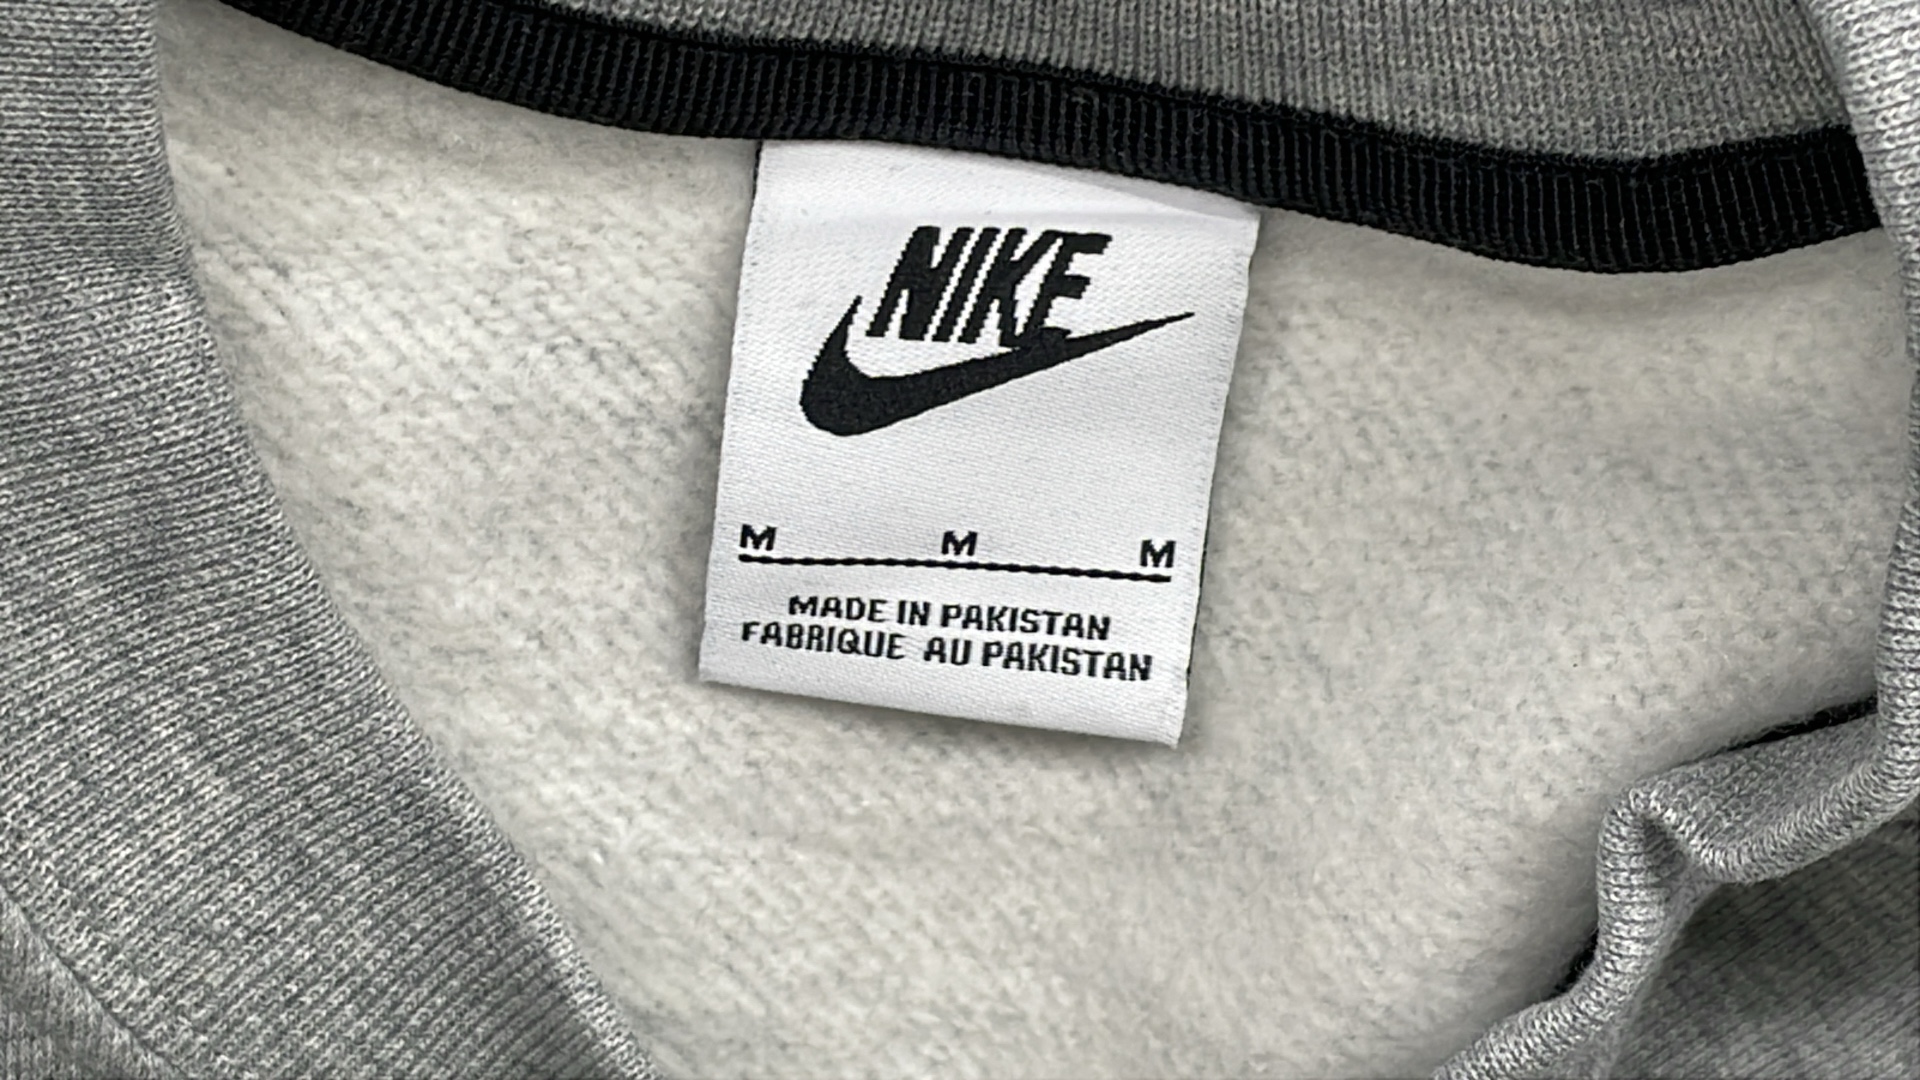 NIKE
M M M
MADE IN PAKISTAN
FABRIQUE AU PAKISTAN